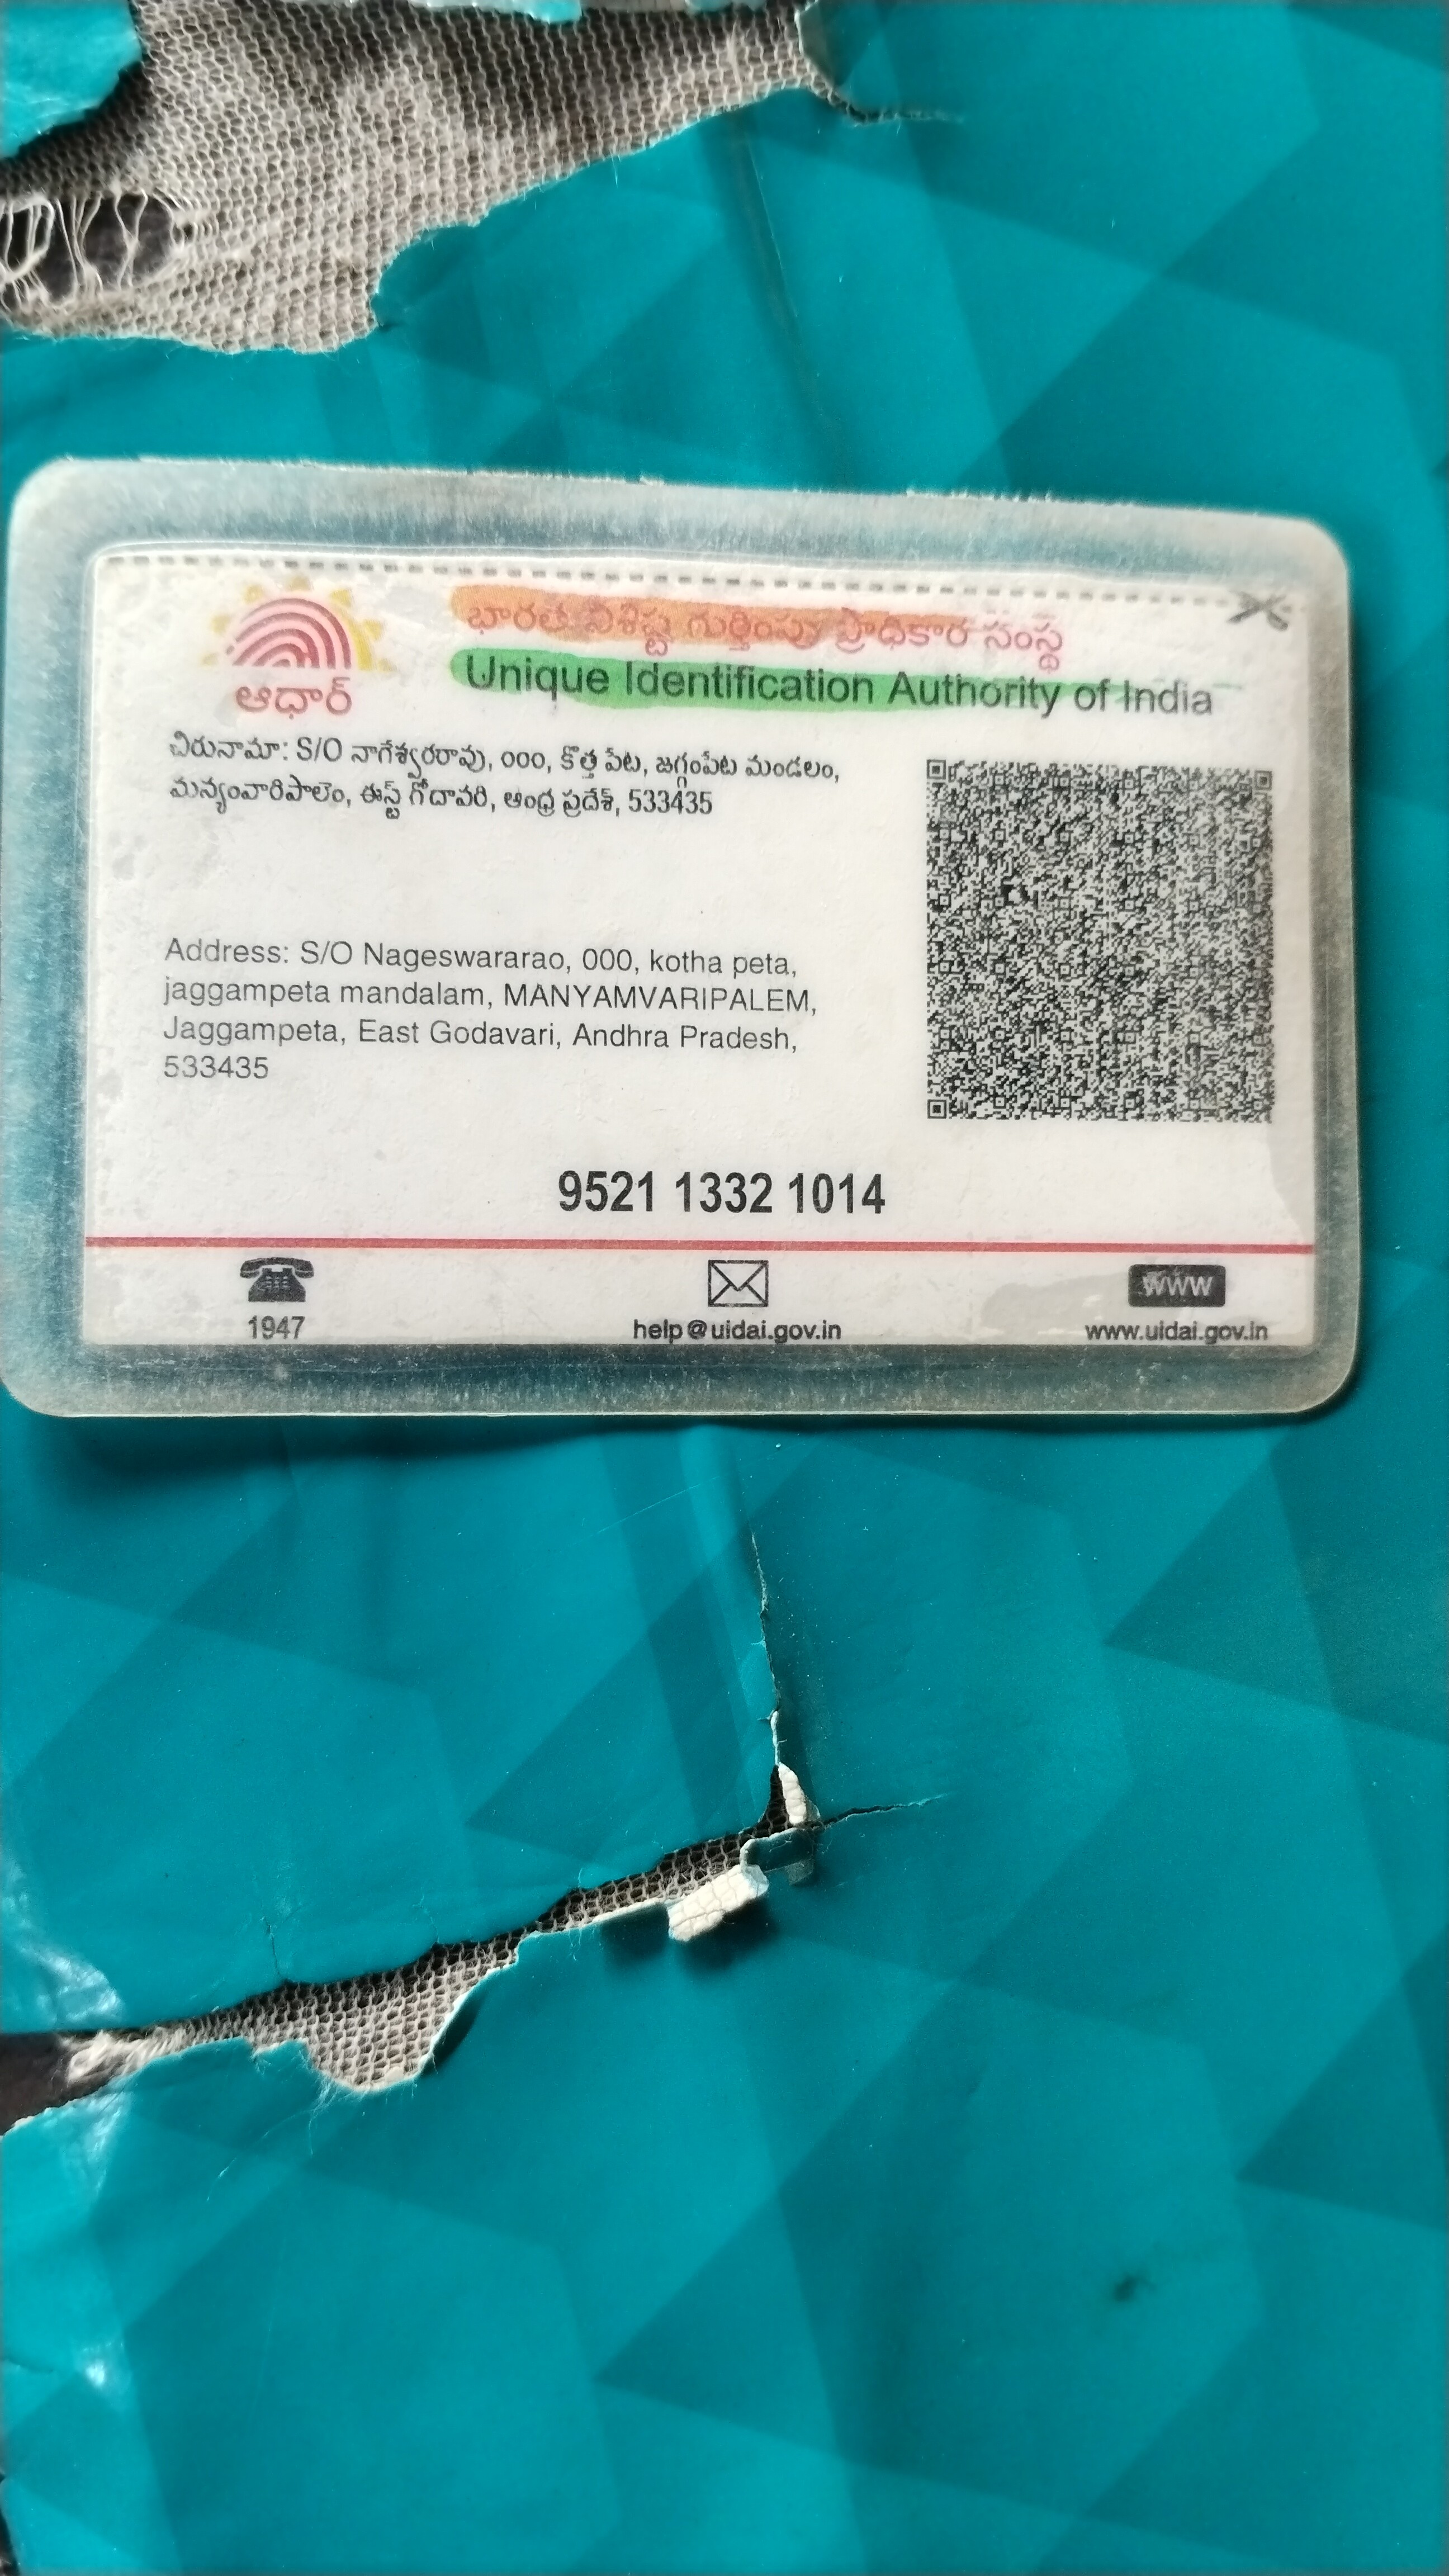 భారత విశిష్ట గుర్తింపు ప్రాధికార సంస్థ
Unique Identification Authority of India
ఆధార్
చిరునామా: S/O నాగేశ్వరరావు, 000, కొత్త పేట, జగ్గంపేట మండలం,
మన్యంవారిపాలెం, ఈస్ట్ గోదావరి, ఆంధ్ర ప్రదేశ్, 533435
Address: S/O Nageswararao, 000, kotha peta,
jaggampeta mandalam, MANYAMVARIPALEM,
Jaggampeta, East Godavari, Andhra Pradesh,
533435
9521 1332 1014
WWW
1947
help@uidai.gov.in
www.uidai.gov.in